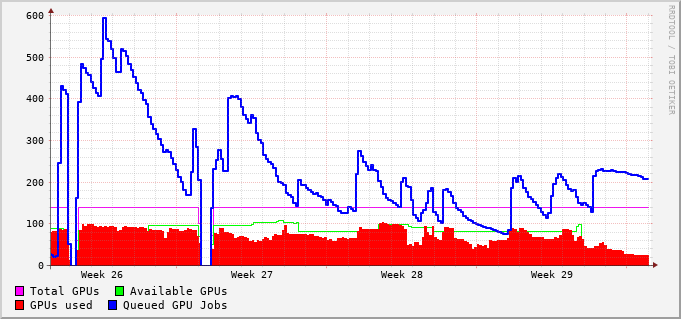 600
500
400
300
200
100
0
Week 26 Week 27 Week 28 Week 29
Total GPUs Available GPUs
GPUs used Queued GPU Jobs
RRDTOOL / TOBI OETIKER